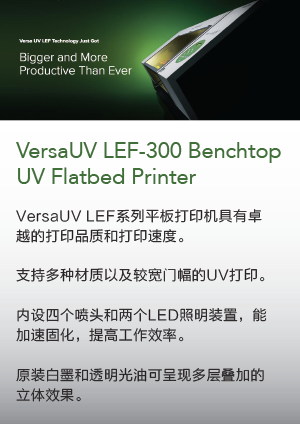 Versa UV LEF Technology Just Got
Bigger and More
Productive Than Ever
VersaUV LEF-300 Benchtop
UV Flatbed Printer
VersaUV LEF系列平板打印机具有卓
越的打印品质和打印速度。
支持多种材质以及较宽门幅的UV打印。
内设四个喷头和两个LED照明装置，能
加速固化，提高工作效率。
原装白墨和透明光油可呈现多层叠加的
立体效果。